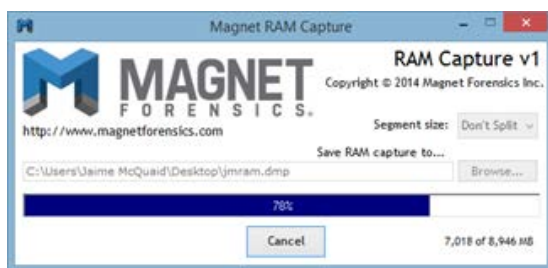 Magnet RAM Capture
MAGNET
FORENSICS.
http://www.magnetforensics.com
RAM Capture v1
Copyright © 2014 Magnet Forensics Inc.
Segment size: Don't Split
Save RAM capture to...
C:\Users\Jaime McQuaid\Desktop\jmram.dmp
Browse...
78%
Cancel
7,018 of 8,946 MB